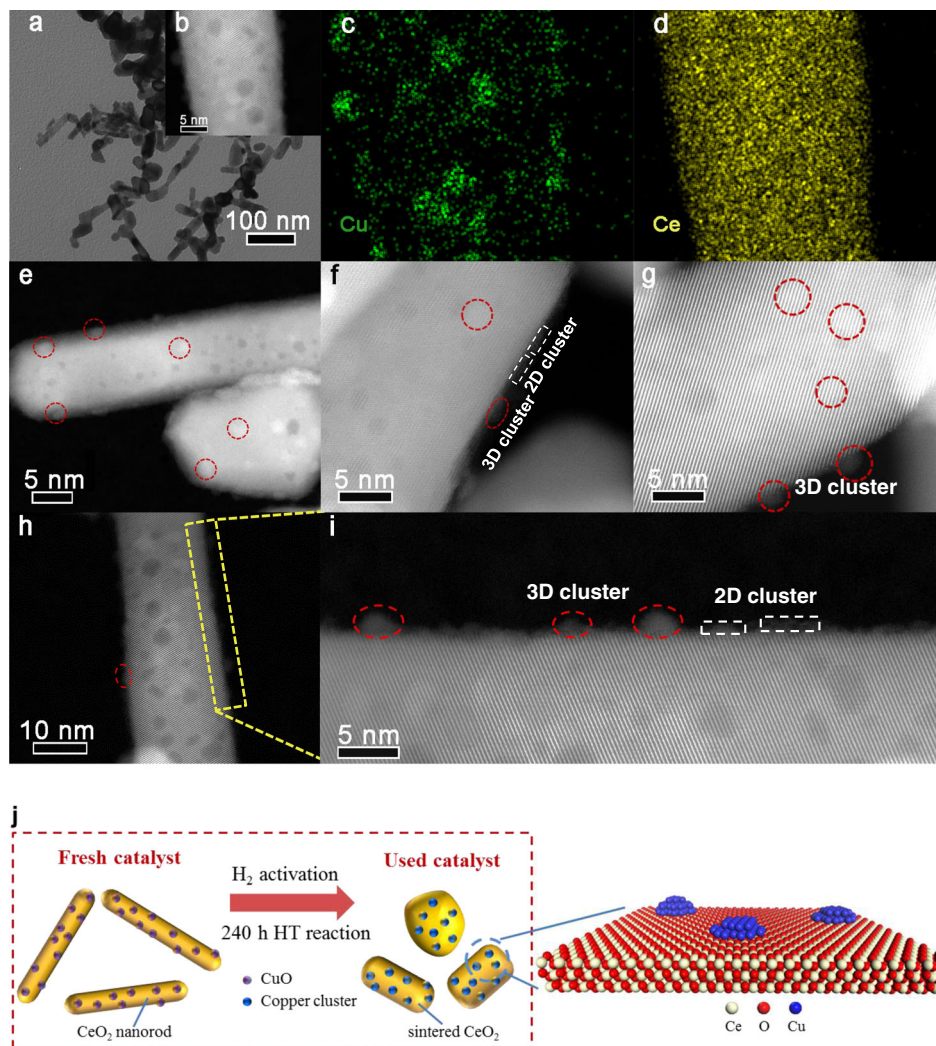 a
b
5 nm
100 nm
c
Cu
d
Ce
e
5 nm
f
2D cluster
3D cluster
5 nm
g
3D cluster
5 nm
h
10 nm
i
3D cluster
2D cluster
5 nm
j
Fresh catalyst
H₂ activation
240 h HT reaction
Used catalyst
CuO
Copper cluster
CeO₂ nanorod
sintered CeO₂
Ce O Cu